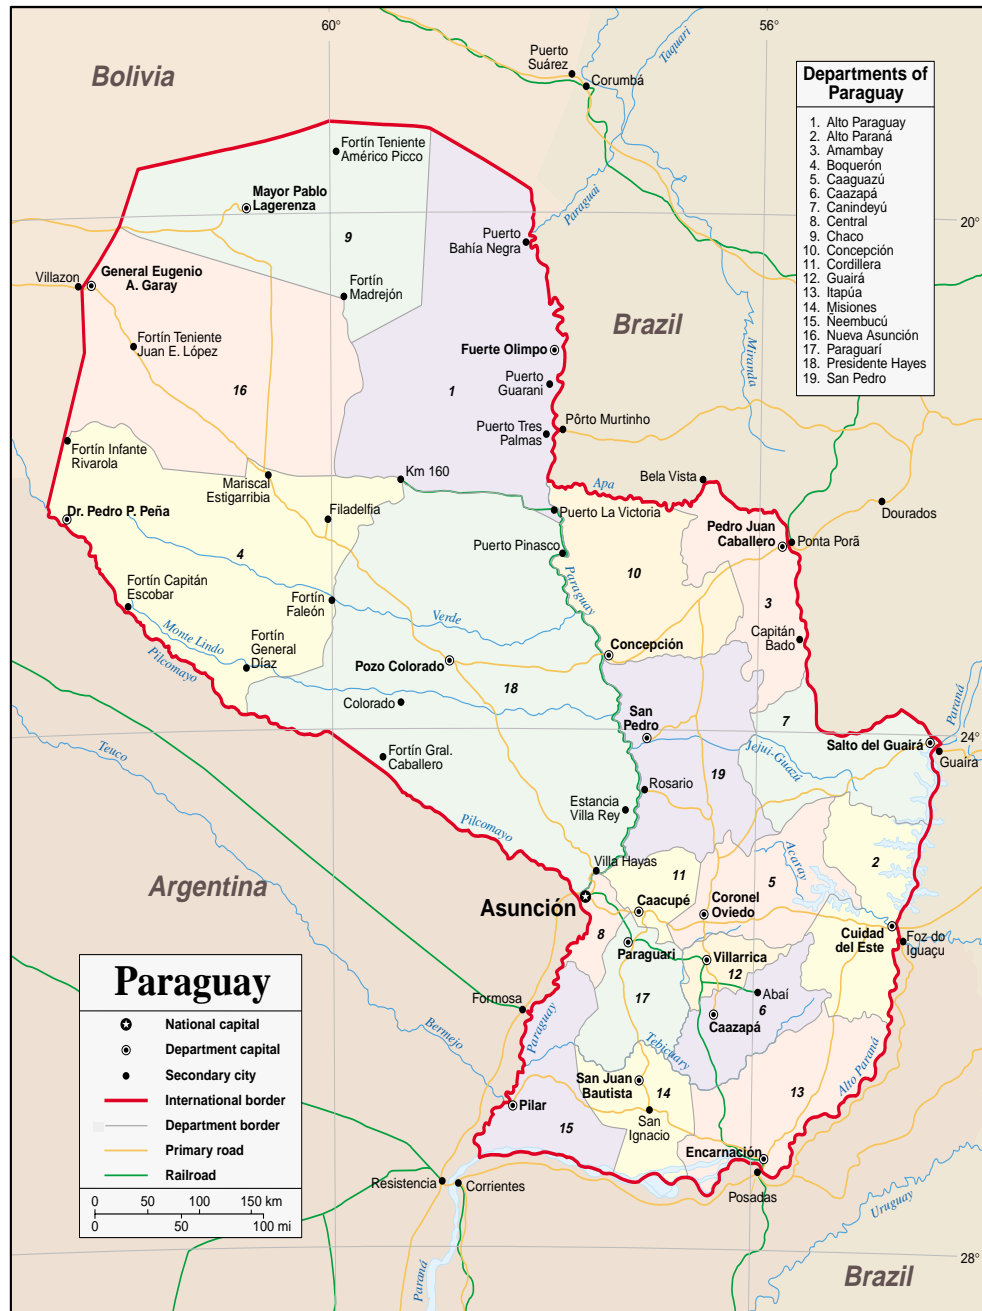 60°
56°
Bolivia
Puerto
Suárez
Corumbá
Taquari
Departments of
Paraguay
1. Alto Paraguay
2. Alto Paraná
3. Amambay
4. Boquerón
5. Caaguazú
6. Caazapá
7. Canindeyú
8. Central
9. Chaco
10. Concepción
11. Cordillera
12. Guairá
13. Itapúa
14. Misiones
15. Ñeembucú
16. Nueva Asunción
17. Paraguarí
18. Presidente Hayes
19. San Pedro
Fortín Teniente
Américo Picco
Mayor Pablo
Lagerenza
Paraguai
20°
9
Puerto
Bahía Negra
Villazon
General Eugenio
A. Garay
Fortín
Madrejón
Brazil
Miranda
Fortín Teniente
Juan E. López
Fuerte Olimpo
16
1
Puerto
Guarani
Puerto Tres
Palmas
Pôrto Murtinho
Fortín Infante
Rivarola
Mariscal
Estigarribia
Km 160
Apa
Bela Vista
Dr. Pedro P. Peña
Filadelfia
Puerto La Victoria
Dourados
Pedro Juan
Caballero
Ponta Porã
4
Puerto Pinasco
10
Paraguay
Fortín Capitán
Escobar
Fortín
Faleón
Verde
3
Monte Lindo
Fortín
General
Díaz
Capitán
Bado
Pilcomayo
Pozo Colorado
Concepción
18
Colorado
San
Pedro
7
Paraná
Salto del Guairá
24°
Guaíra
Jejui-Guazú
Teuco
Fortín Gral.
Caballero
19
Rosario
Estancia
Villa Rey
Pilcomayo
Acaray
2
Villa Hayas
11
5
Argentina
Asunción
Caacupé
Coronel
Oviedo
Cuidad
del Este
Foz do
Iguaçu
8
Paraguari
Villarrica
12
Abaí
6
17
Caazapá
Formosa
Paraguay
Bermejo
Tebicuary
Alto Paraná
San Juan
Bautista
14
13
Pilar
San
Ignacio
15
Encarnación
Resistencia
Corrientes
Posadas
Uruguay
Paraná
28°
Brazil
Paraguay
National capital
Department capital
Secondary city
International border
Department border
Primary road
Railroad
0 50 100 150 km
0 50 100 mi